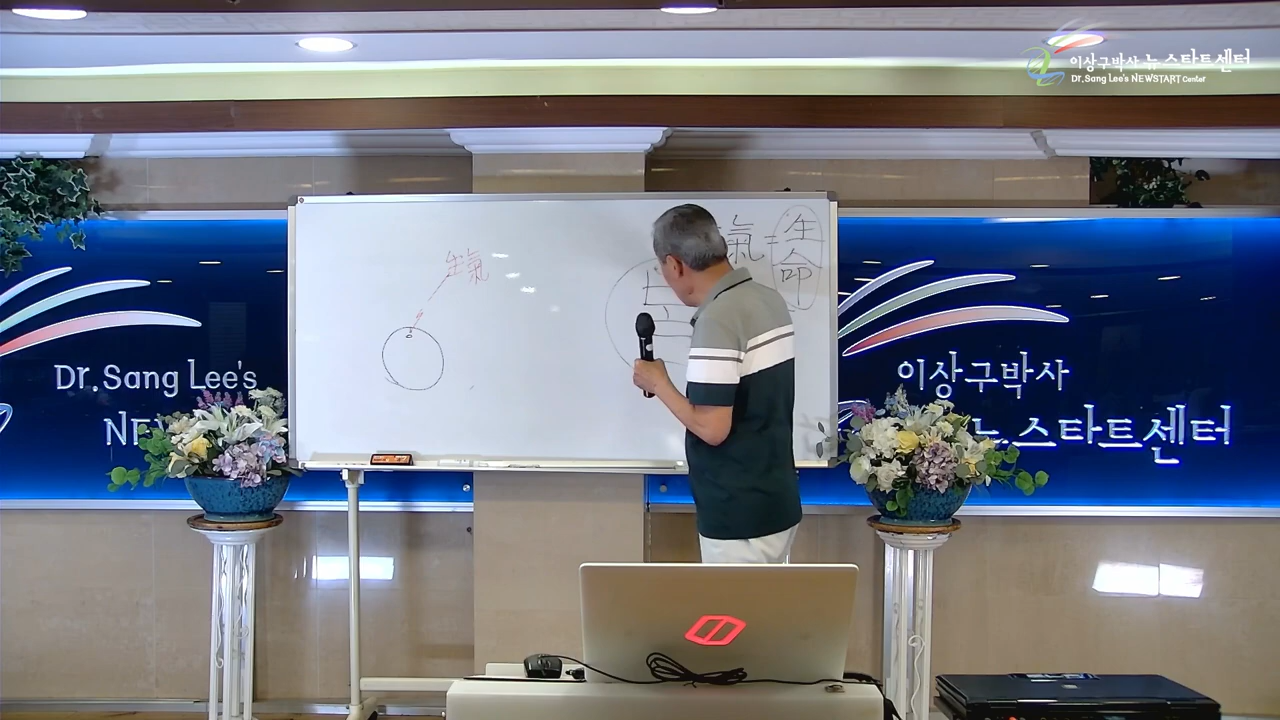 이상구박사 뉴스타트센터
Dr. Sang Lee's NEWSTART Center
生氣
氣=生命
Dr.Sang Lee's
이상구박사
뉴스타트센터